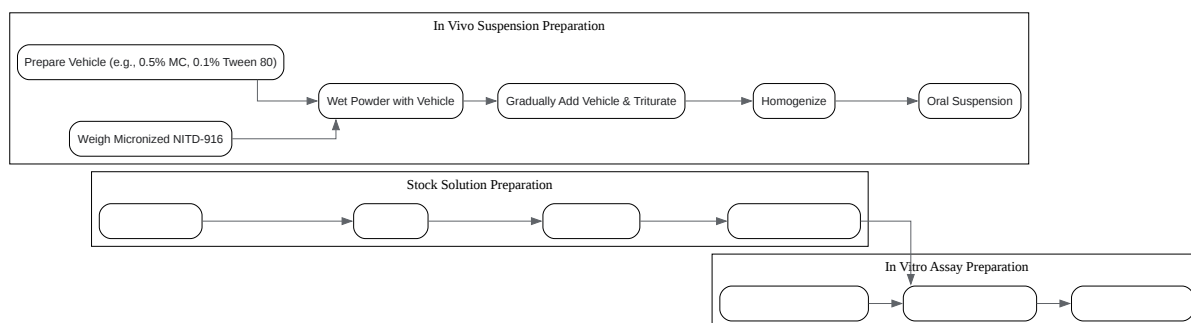 In Vivo Suspension Preparation
Prepare Vehicle (e.g., 0.5% MC, 0.1% Tween 80)
Wet Powder with Vehicle
Gradually Add Vehicle & Triturate
Homogenize
Oral Suspension
Weigh Micronized NITD-916
Stock Solution Preparation
In Vitro Assay Preparation